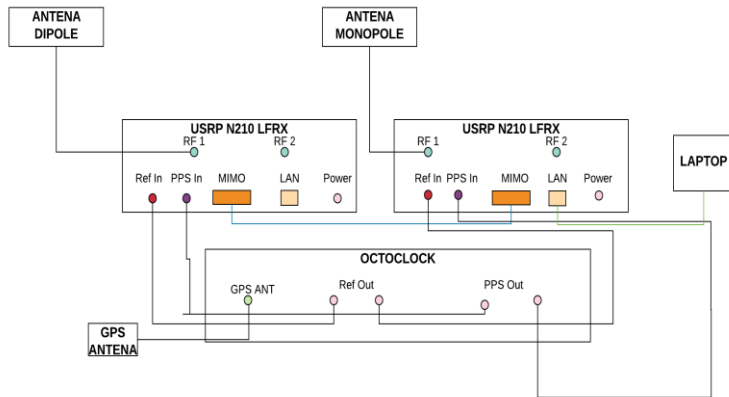 ANTENA
DIPOLE
ANTENA
MONOPOLE
USRP N210 LFRX
RF 1
RF 2
Ref In
PPS In
MIMO
LAN
Power
USRP N210 LFRX
RF 1
RF 2
Ref In
PPS In
MIMO
LAN
Power
LAPTOP
OCTOCLOCK
GPS ANT
Ref Out
PPS Out
GPS
ANTENA